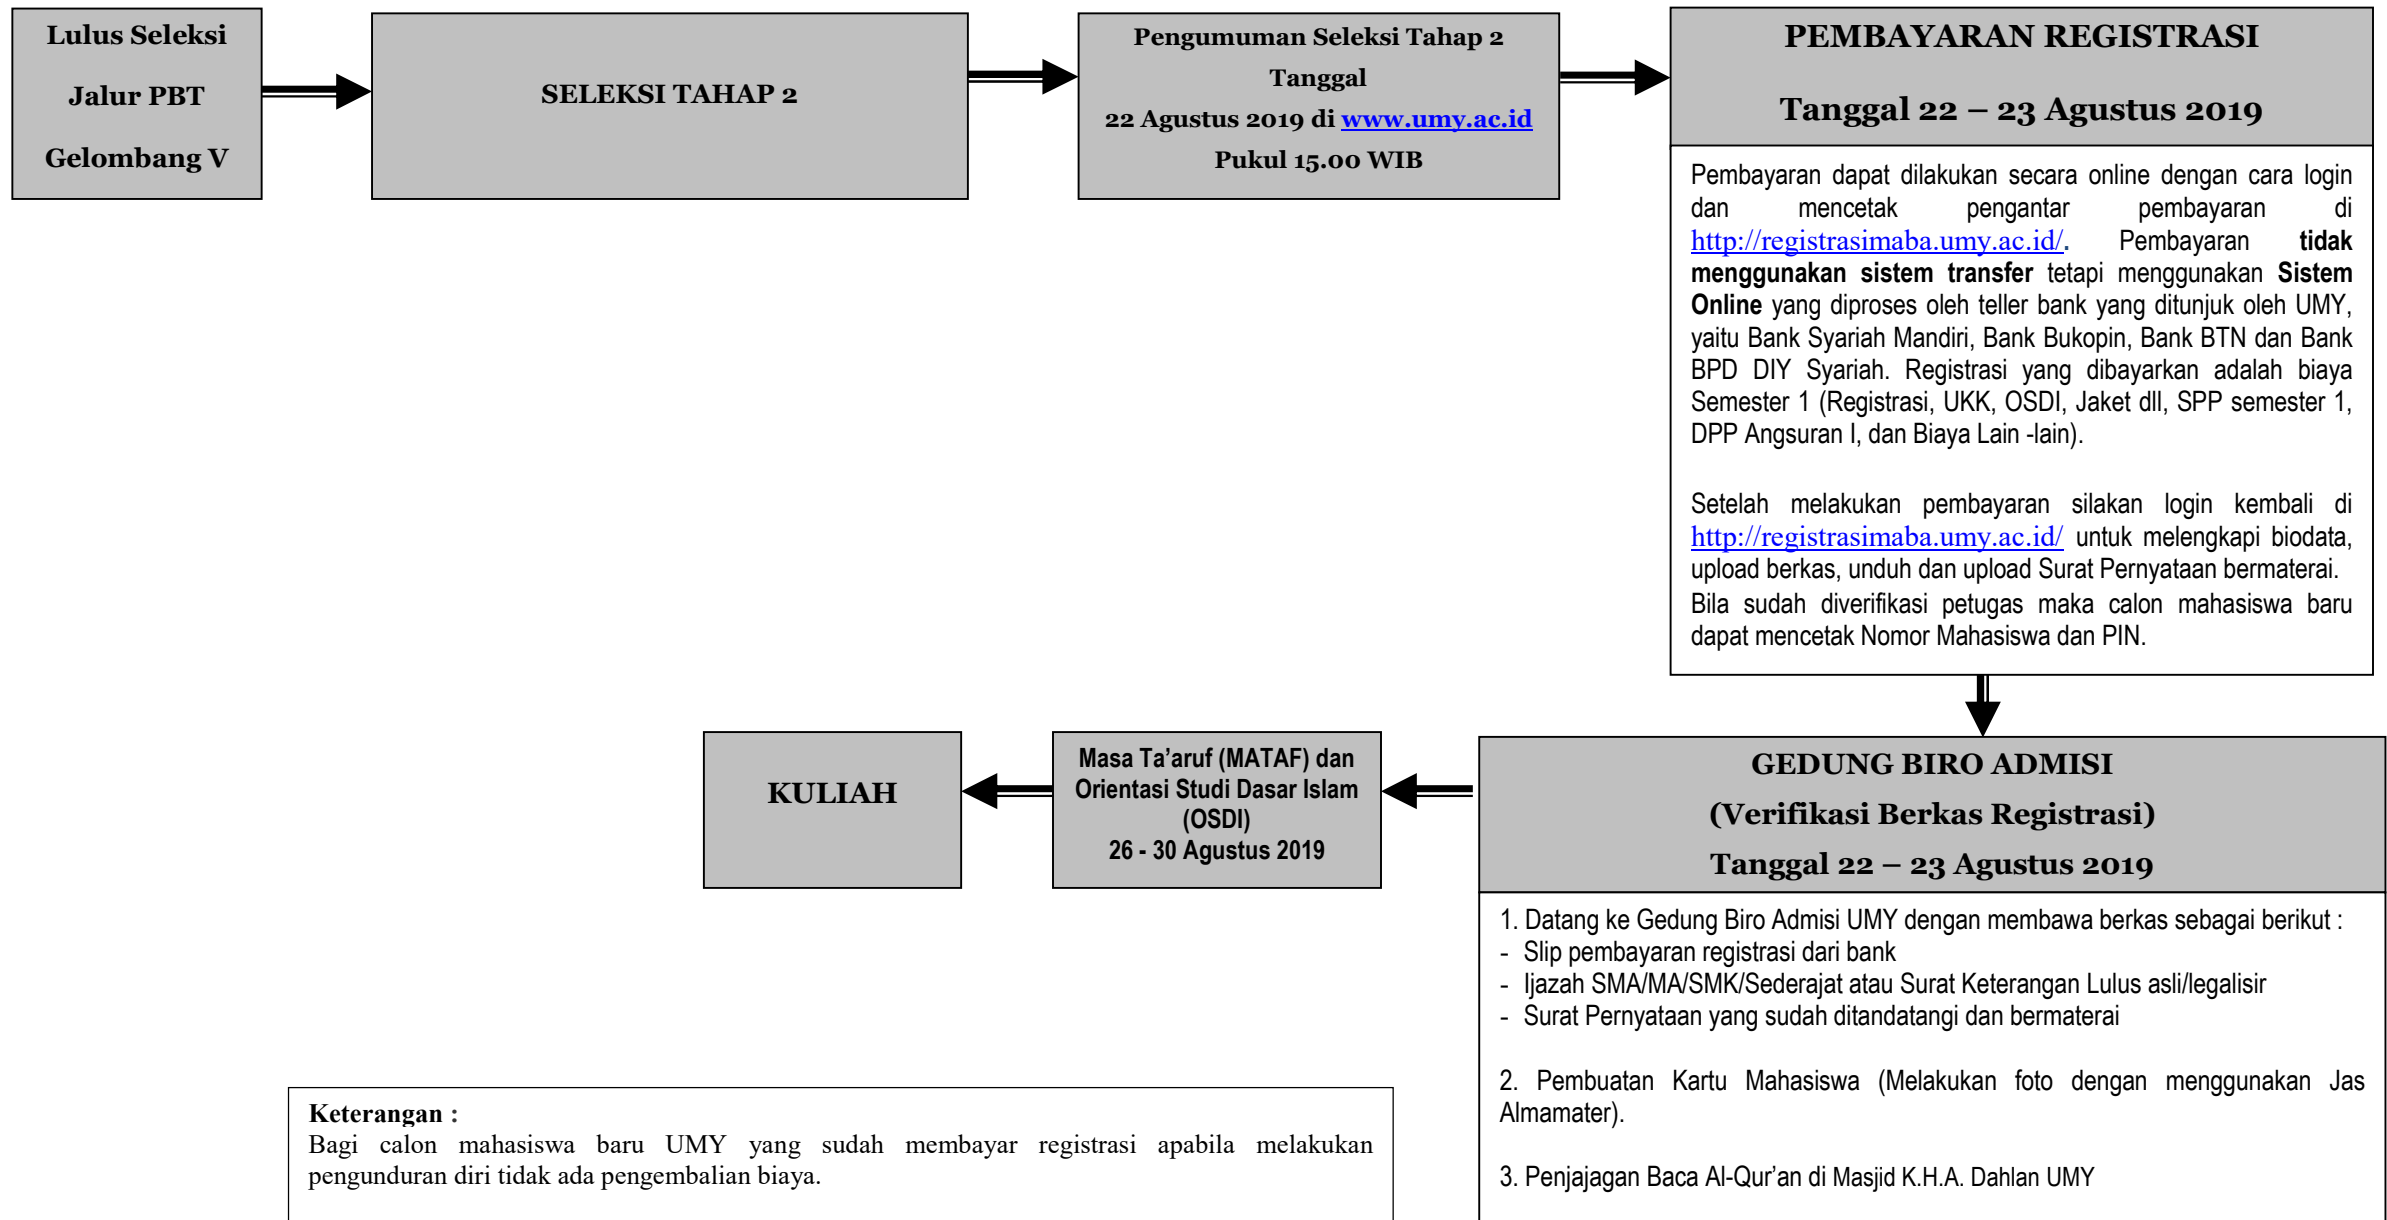 Lulus Seleksi
Jalur PBT
Gelombang V
SELEKSI TAHAP 2
Pengumuman Seleksi Tahap 2
Tanggal
22 Agustus 2019 di www.umy.ac.id
Pukul 15.00 WIB
PEMBAYARAN REGISTRASI
Tanggal 22 – 23 Agustus 2019
Pembayaran dapat dilakukan secara online dengan cara login
dan mencetak pengantar pembayaran di
http://registrasimaba.umy.ac.id/. Pembayaran tidak
menggunakan sistem transfer tetapi menggunakan Sistem
Online yang diproses oleh teller bank yang ditunjuk oleh UMY,
yaitu Bank Syariah Mandiri, Bank Bukopin, Bank BTN dan Bank
BPD DIY Syariah. Registrasi yang dibayarkan adalah biaya
Semester 1 (Registrasi, UKK, OSDI, Jaket dll, SPP semester 1,
DPP Angsuran I, dan Biaya Lain -lain).
Setelah melakukan pembayaran silakan login kembali di
http://registrasimaba.umy.ac.id/ untuk melengkapi biodata,
upload berkas, unduh dan upload Surat Pernyataan bermaterai.
Bila sudah diverifikasi petugas maka calon mahasiswa baru
dapat mencetak Nomor Mahasiswa dan PIN.
GEDUNG BIRO ADMISI
(Verifikasi Berkas Registrasi)
Tanggal 22 – 23 Agustus 2019
1. Datang ke Gedung Biro Admisi UMY dengan membawa berkas sebagai berikut :
- Slip pembayaran registrasi dari bank
- Ijazah SMA/MA/SMK/Sederajat atau Surat Keterangan Lulus asli/legalisir
- Surat Pernyataan yang sudah ditandatangi dan bermaterai
2. Pembuatan Kartu Mahasiswa (Melakukan foto dengan menggunakan Jas
Almamater).
3. Penjajagan Baca Al-Qur’an di Masjid K.H.A. Dahlan UMY
Masa Ta’aruf (MATAF) dan
Orientasi Studi Dasar Islam
(OSDI)
26 - 30 Agustus 2019
KULIAH
Keterangan :
Bagi calon mahasiswa baru UMY yang sudah membayar registrasi apabila melakukan
pengunduran diri tidak ada pengembalian biaya.